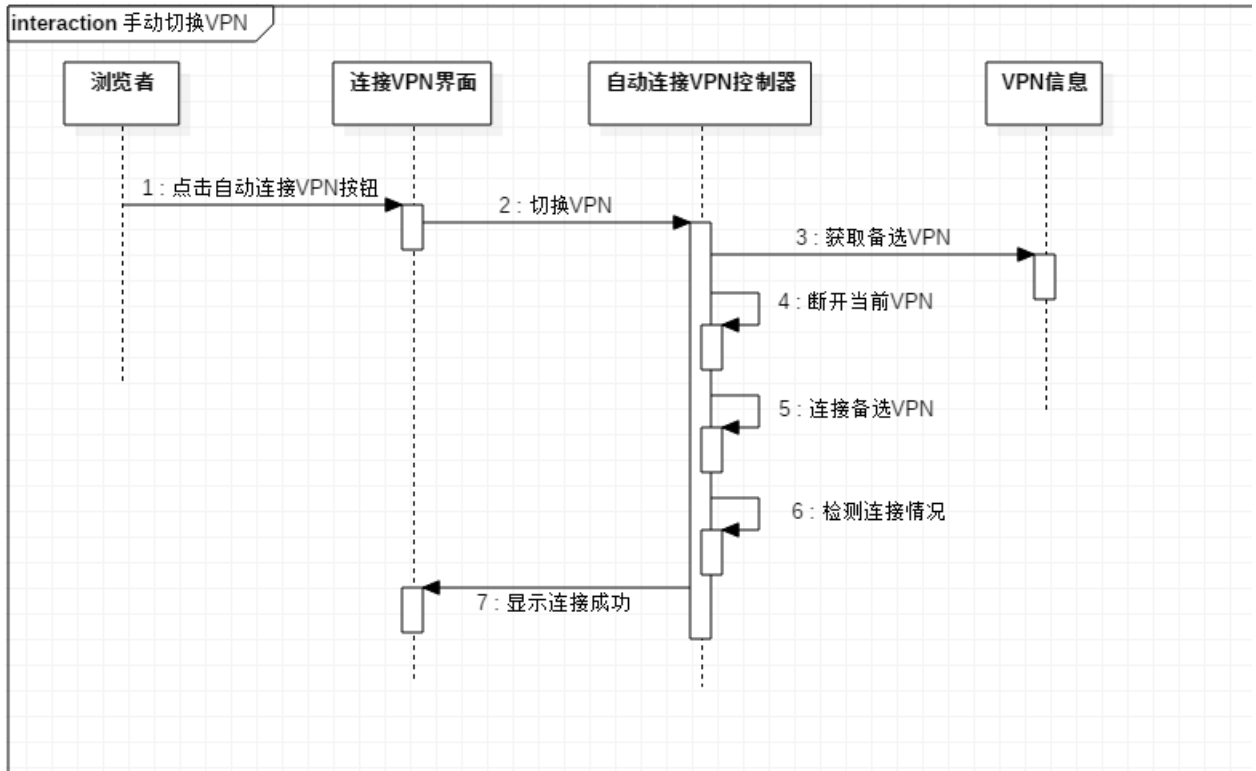 interaction 手动切换VPN
浏览者
连接VPN界面
自动连接VPN控制器
VPN信息
1 : 点击自动连接VPN按钮
2 : 切换VPN
3 : 获取备选VPN
4 : 断开当前VPN
5 : 连接备选VPN
6 : 检测连接情况
7 : 显示连接成功